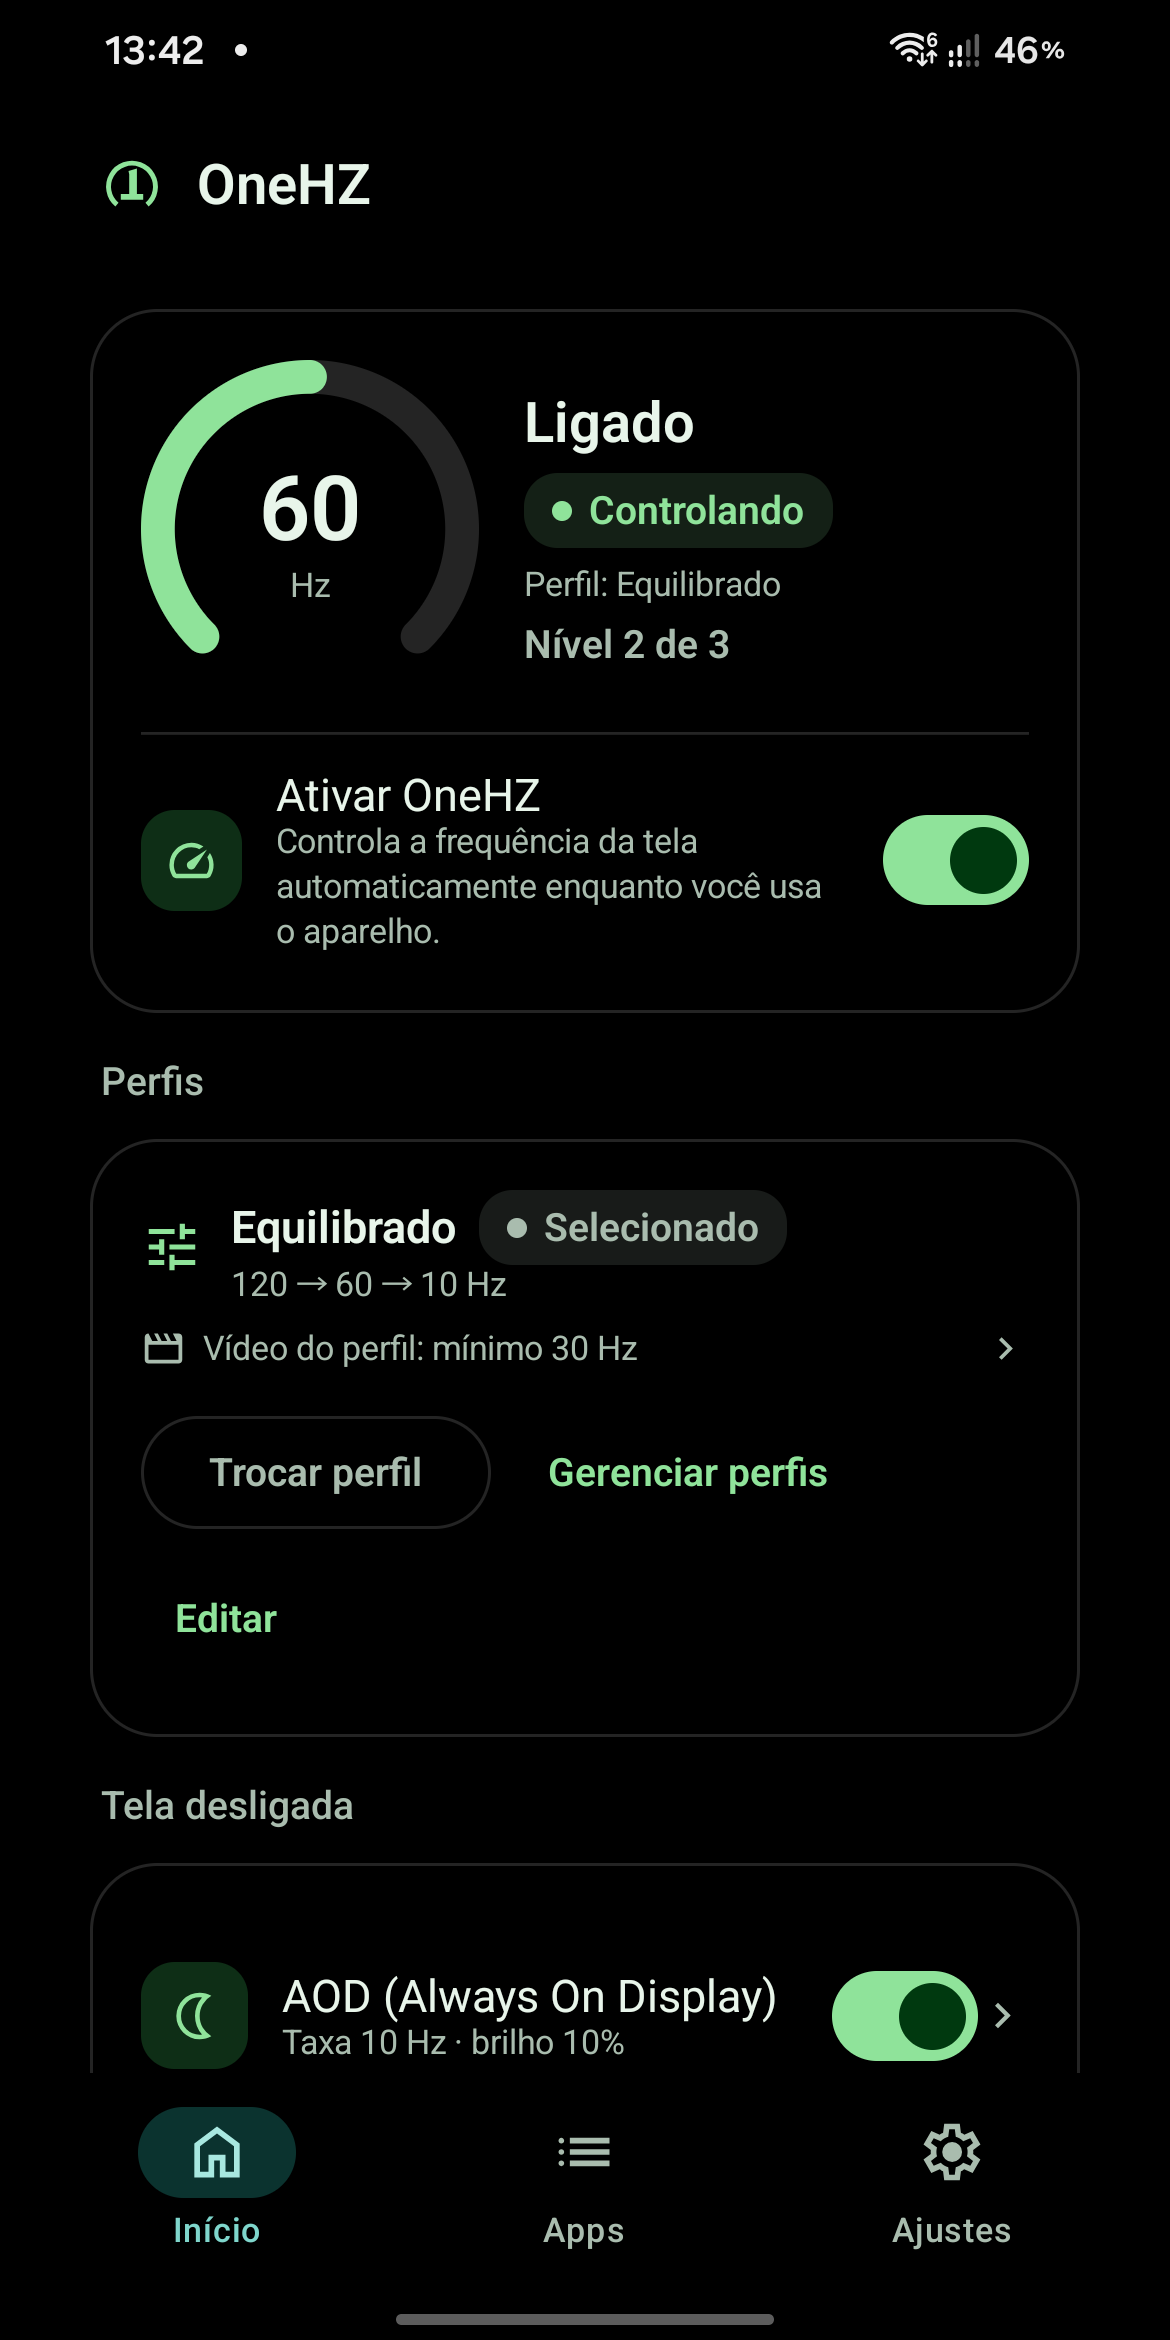 13:42
6
46%
1 OneHZ
60
Hz
Ligado
Controlando
Perfil: Equilibrado
Nível 2 de 3
Ativar OneHZ
Controla a frequência da tela
automaticamente enquanto você usa
o aparelho.
Perfis
Equilibrado
Selecionado
120 → 60 → 10 Hz
Vídeo do perfil: mínimo 30 Hz
Trocar perfil
Gerenciar perfis
Editar
Tela desligada
AOD (Always On Display)
Taxa 10 Hz · brilho 10%
Início
Apps
Ajustes